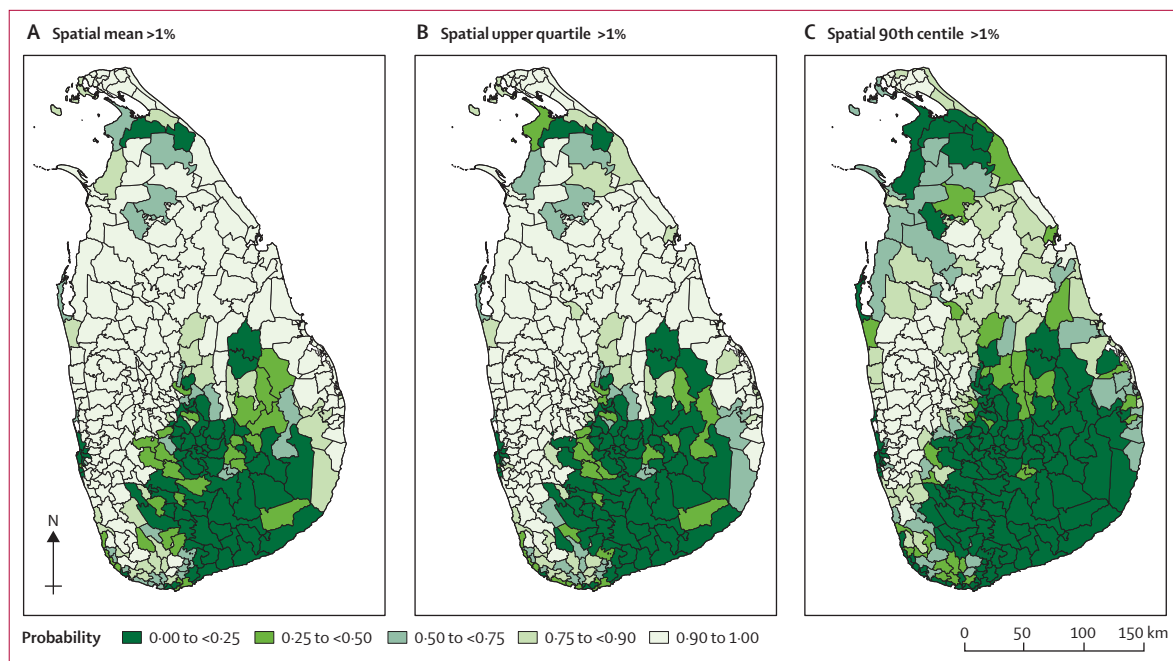 A Spatial mean >1%
B Spatial upper quartile >1%
C Spatial 90th centile >1%
N
Probability 0·00 to <0·25 0·25 to <0·50 0·50 to <0·75 0·75 to <0·90 0·90 to 1·00
0 50 100 150 km